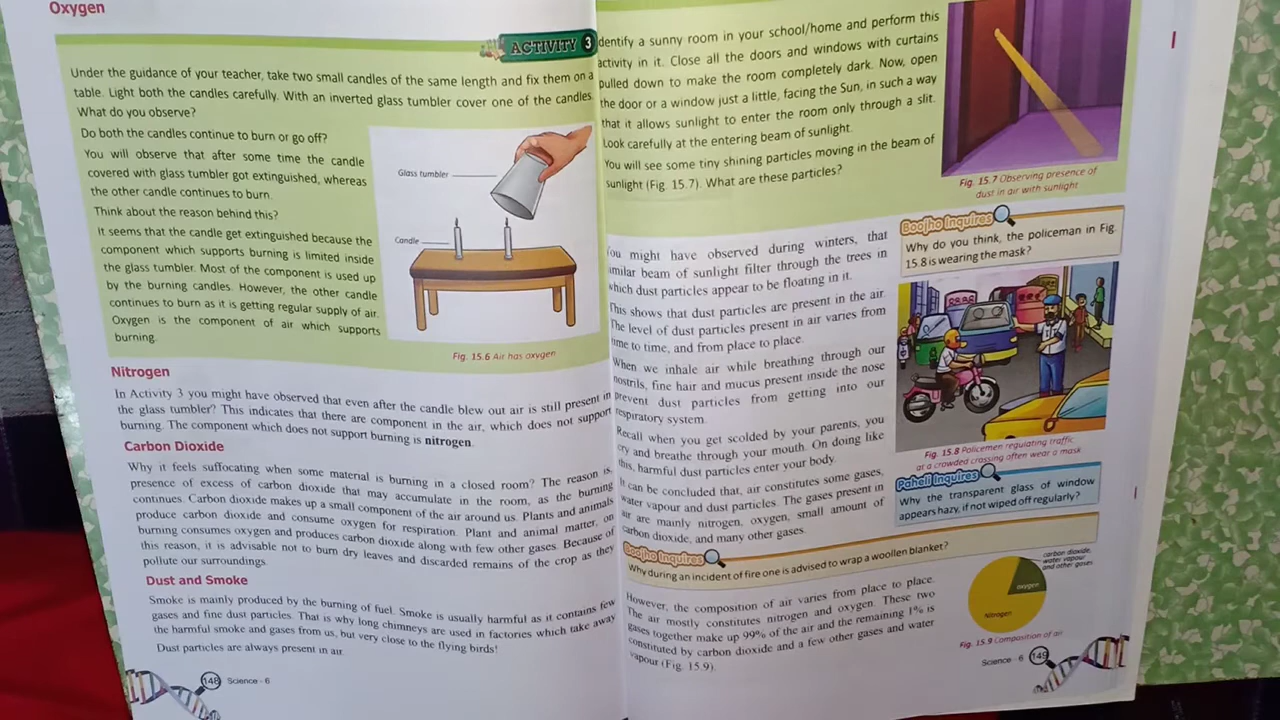 Oxygen
ACTIVITY 3
Under the guidance of your teacher, take two small candles of the same length and fix them on a
table. Light both the candles carefully. With an inverted glass tumbler cover one of the candles.
What do you observe?
Do both the candles continue to burn or go off?
You will observe that after some time the candle
covered with glass tumbler got extinguished, whereas
the other candle continues to burn.
Think about the reason behind this?
It seems that the candle get extinguished because the
component which supports burning is limited inside
the glass tumbler. Most of the component is used up
by the burning candles. However, the other candle
continues to burn as it is getting regular supply of air.
Oxygen is the component of air which supports
burning.
Glass tumbler
Candle
Fig. 15.6 Air has oxygen
Nitrogen
In Activity 3 you might have observed that even after the candle blew out air is still present in
the glass tumbler? This indicates that there are component in the air, which does not support
burning. The component which does not support burning is nitrogen.
Carbon Dioxide
Why it feels suffocating when some material is burning in a closed room? The reason is,
presence of excess of carbon dioxide that may accumulate in the room, as the burning
continues. Carbon dioxide makes up a small component of the air around us. Plants and animals
produce carbon dioxide and consume oxygen for respiration. Plant and animal matter, on
burning consumes oxygen and produces carbon dioxide along with few other gases. Because of
this reason, it is advisable not to burn dry leaves and discarded remains of the crop as they
pollute our surroundings.
Dust and Smoke
Smoke is mainly produced by the burning of fuel. Smoke is usually harmful as it contains few
gases and fine dust particles. That is why long chimneys are used in factories which take away
the harmful smoke and gases from us, but very close to the flying birds!
Dust particles are always present in air.
148 Science - 6
dentify a sunny room in your school/home and perform this
activity in it. Close all the doors and windows with curtains
pulled down to make the room completely dark. Now, open
the door or a window just a little, facing the Sun, in such a way
that it allows sunlight to enter the room only through a slit.
Look carefully at the entering beam of sunlight.
You will see some tiny shining particles moving in the beam of
sunlight (Fig. 15.7). What are these particles?
Fig. 15.7 Observing presence of
dust in air with sunlight
You might have observed during winters, that
imilar beam of sunlight filter through the trees in
which dust particles appear to be floating in it.
This shows that dust particles are present in the air.
The level of dust particles present in air varies from
time to time, and from place to place.
When we inhale air while breathing through our
nostrils, fine hair and mucus present inside the nose
prevent dust particles from getting into our
respiratory system.
Recall when you get scolded by your parents, you
cry and breathe through your mouth. On doing like
this, harmful dust particles enter your body.
It can be concluded that, air constitutes some gases,
water vapour and dust particles. The gases present in
air are mainly nitrogen, oxygen, small amount of
carbon dioxide, and many other gases.
Boojho Inquires
Why do you think, the policeman in Fig.
15.8 is wearing the mask?
Fig. 15.8 Policemen regulating traffic
at a crowded crossing often wear a mask
Paheli Inquires
Why the transparent glass of window
appears hazy, if not wiped off regularly?
Boojho Inquires
Why during an incident of fire one is advised to wrap a woollen blanket?
However, the composition of air varies from place to place.
The air mostly constitutes nitrogen and oxygen. These two
gases together make up 99% of the air and the remaining 1% is
constituted by carbon dioxide and a few other gases and water
vapour (Fig. 15.9).
carbon dioxide,
water vapour
and other gases
oxygen
Nitrogen
Fig. 15.9 Composition of air
Science - 6 149